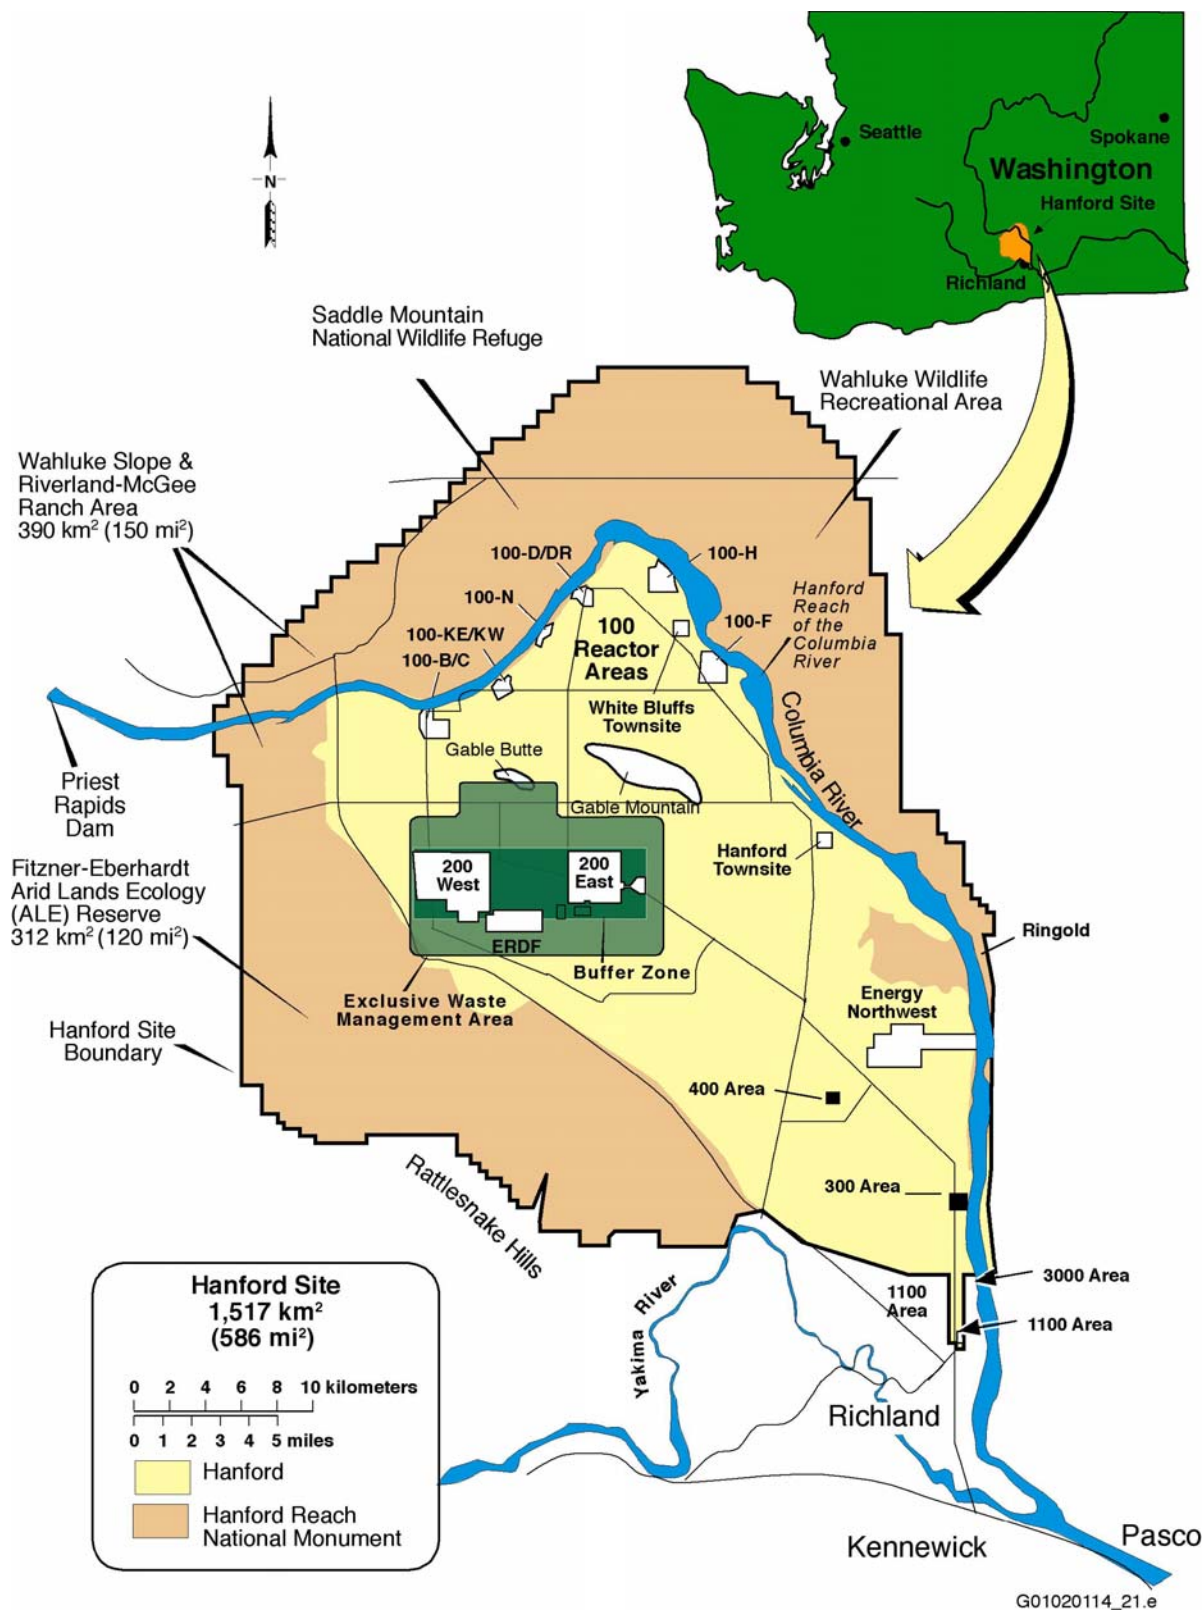 Seattle
Spokane
Washington
Hanford Site
Richland
N
Saddle Mountain
National Wildlife Refuge
Wahluke Wildlife
Recreational Area
Wahluke Slope &
Riverland-McGee
Ranch Area
390 km² (150 mi²)
100-D/DR
100-H
100-N
100-KE/KW
100-B/C
100
Reactor
Areas
100-F
Hanford
Reach
of the
Columbia
River
White Bluffs
Townsite
Columbia River
Gable Butte
Gable Mountain
Priest
Rapids
Dam
Hanford
Townsite
200
West
200
East
ERDF
Buffer Zone
Exclusive Waste
Management Area
Fitzner-Eberhardt
Arid Lands Ecology
(ALE) Reserve
312 km² (120 mi²)
Ringold
Energy
Northwest
Hanford Site
Boundary
400 Area
300 Area
Rattlesnake Hills
Yakima River
1100
Area
3000 Area
1100 Area
Hanford Site
1,517 km²
(586 mi²)
0 2 4 6 8 10 kilometers
0 1 2 3 4 5 miles
Hanford
Hanford Reach
National Monument
Richland
Kennewick
Pasco
G01020114_21.e